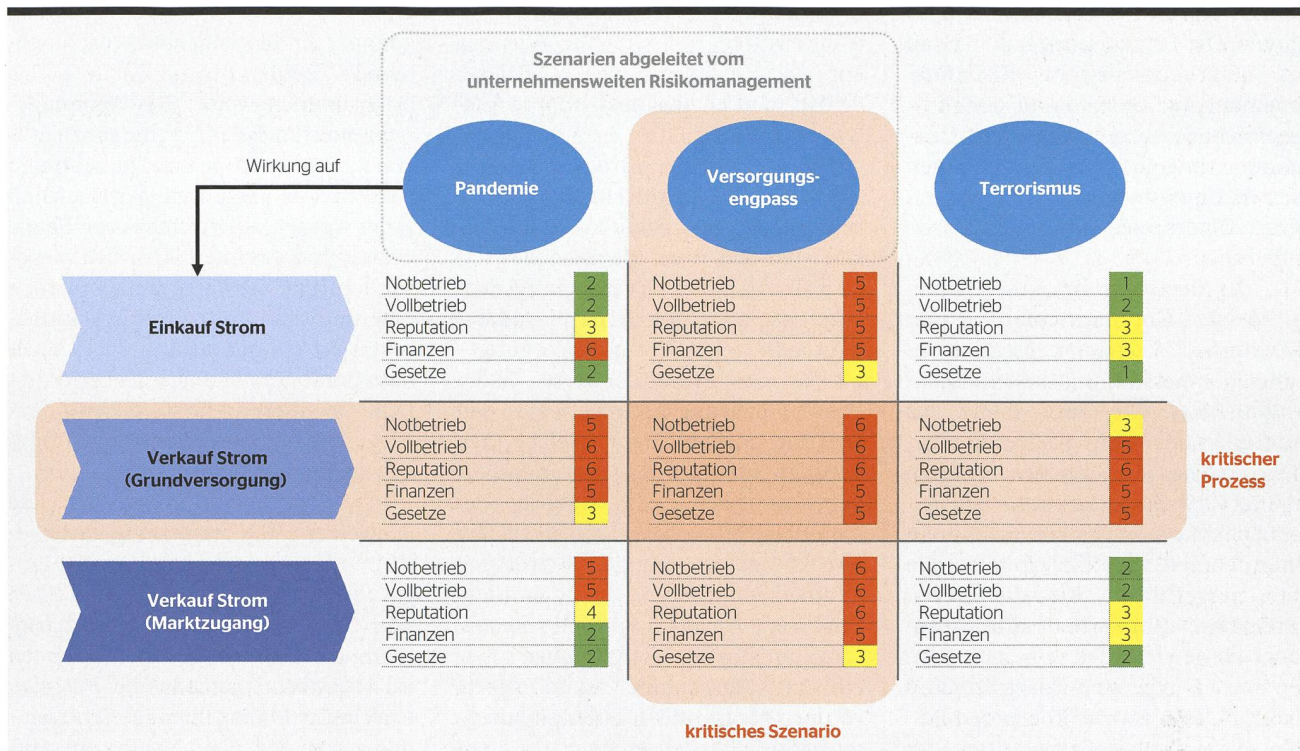 Szenarien abgeleitet vom
unternehmensweiten Risikomanagement
Wirkung auf
Pandemie
Versorgungs-
engpass
Terrorismus
Einkauf Strom
Notbetrieb 2
Vollbetrieb 2
Reputation 3
Finanzen 6
Gesetze 2
Notbetrieb 5
Vollbetrieb 5
Reputation 5
Finanzen 5
Gesetze 3
Notbetrieb 1
Vollbetrieb 2
Reputation 3
Finanzen 3
Gesetze 1
Verkauf Strom
(Grundversorgung)
Notbetrieb 5
Vollbetrieb 6
Reputation 6
Finanzen 5
Gesetze 3
Notbetrieb 6
Vollbetrieb 6
Reputation 6
Finanzen 5
Gesetze 5
Notbetrieb 3
Vollbetrieb 5
Reputation 6
Finanzen 5
Gesetze 5
kritischer
Prozess
Verkauf Strom
(Marktzugang)
Notbetrieb 5
Vollbetrieb 5
Reputation 4
Finanzen 2
Gesetze 2
Notbetrieb 6
Vollbetrieb 6
Reputation 6
Finanzen 5
Gesetze 3
Notbetrieb 2
Vollbetrieb 2
Reputation 3
Finanzen 3
Gesetze 2
kritisches Szenario